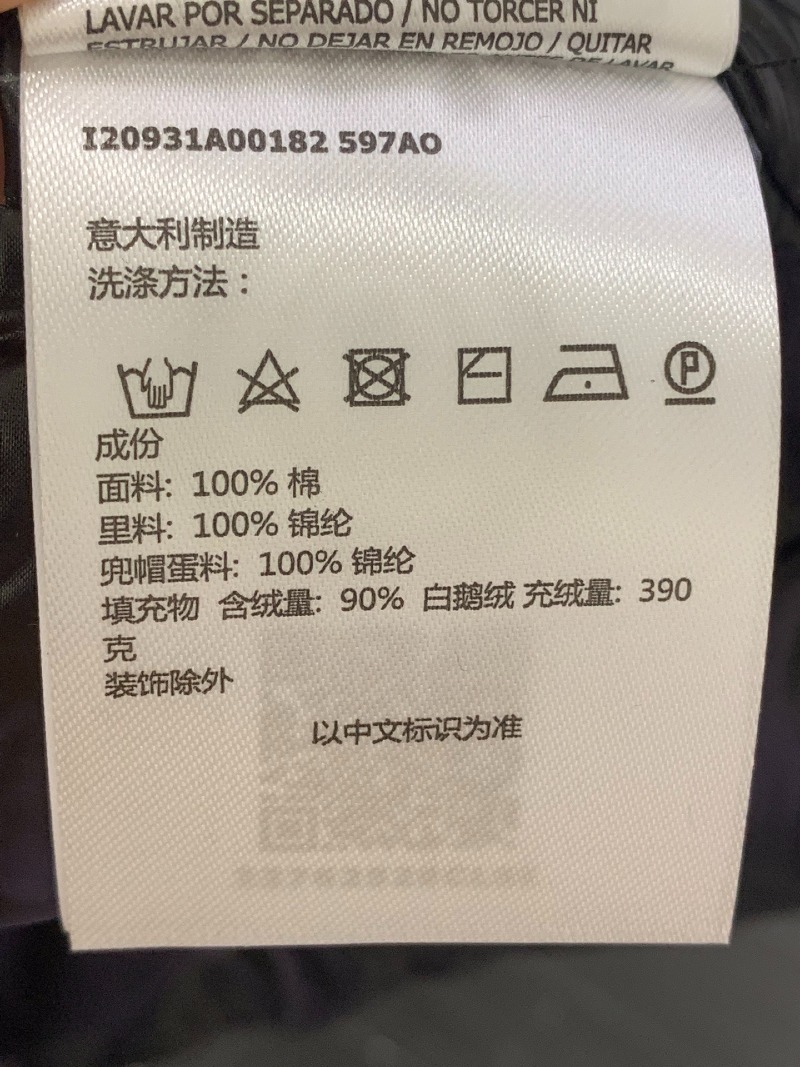 LAVAR POR SEPARADO / NO TORCER NI
ESTRUJAR / NO DEJAR EN REMOJO / QUITAR
DE LAVAR
I20931A00182 597AO
意大利制造
洗涤方法：
P
成份
面料: 100% 棉
里料: 100% 锦纶
兜帽蛋料: 100% 锦纶
填充物 含绒量: 90% 白鹅绒 充绒量: 390
克
装饰除外
以中文标识为准